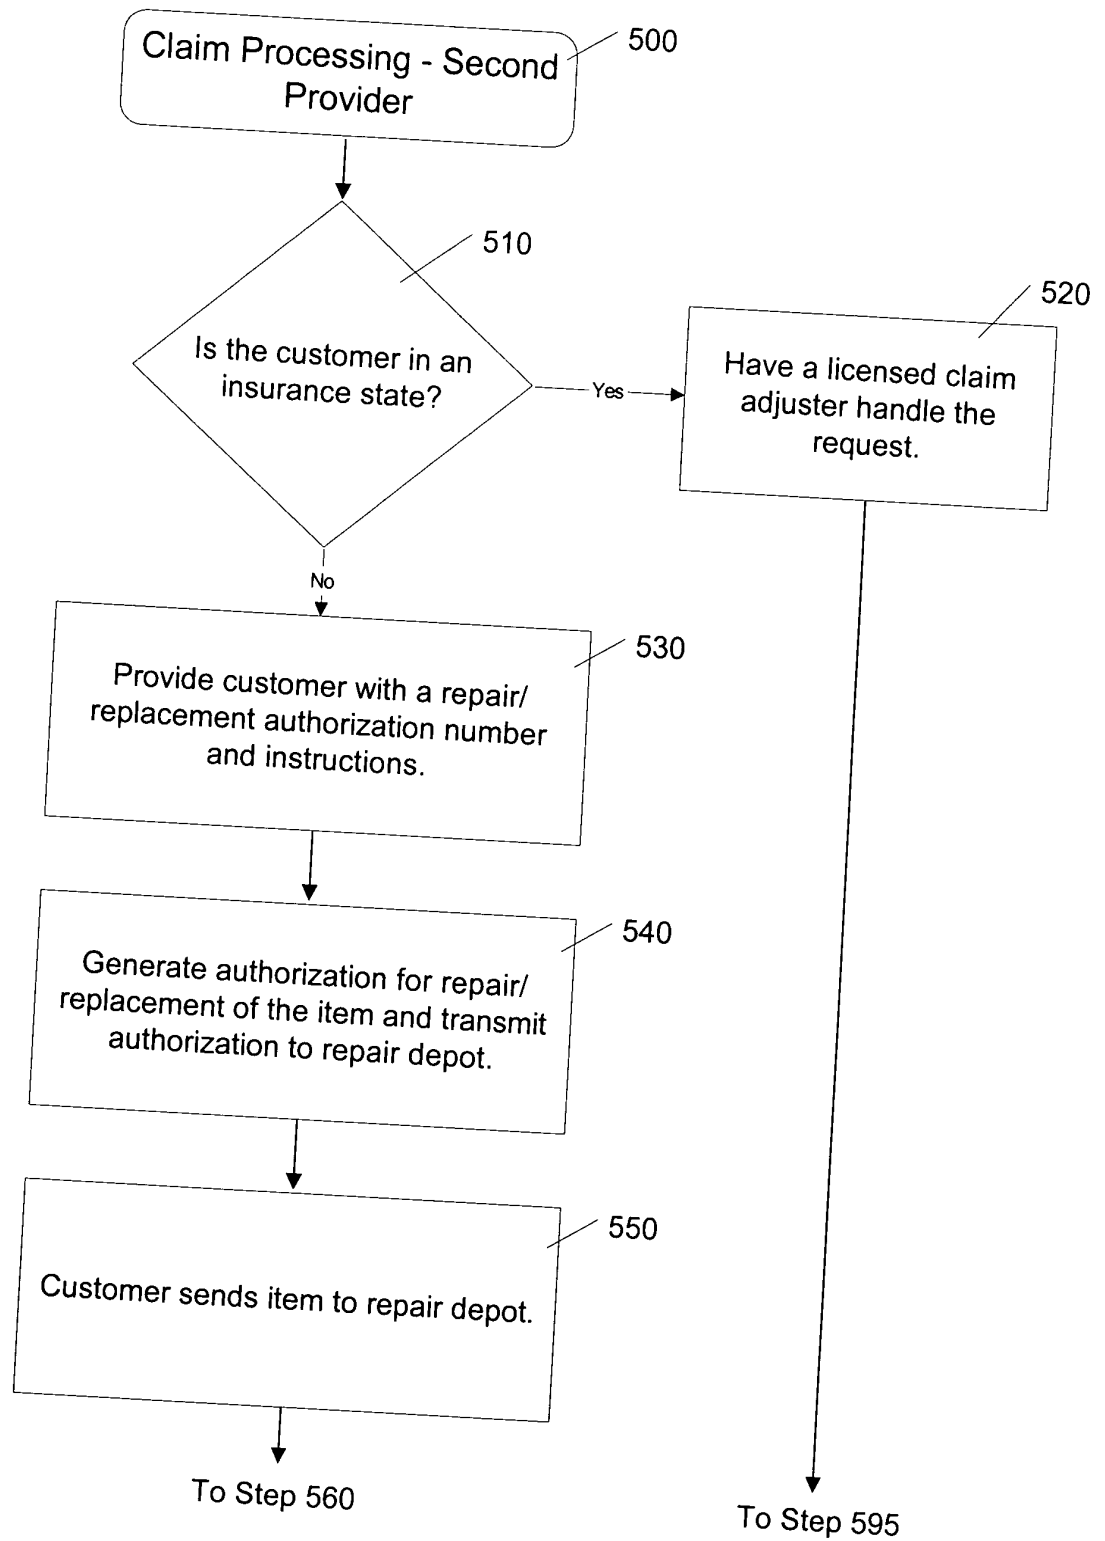 Claim Processing - Second
Provider
500
510
Is the customer in an
insurance state?
Yes
520
Have a licensed claim
adjuster handle the
request.
No
530
Provide customer with a repair/
replacement authorization number
and instructions.
540
Generate authorization for repair/
replacement of the item and transmit
authorization to repair depot.
550
Customer sends item to repair depot.
To Step 560
To Step 595